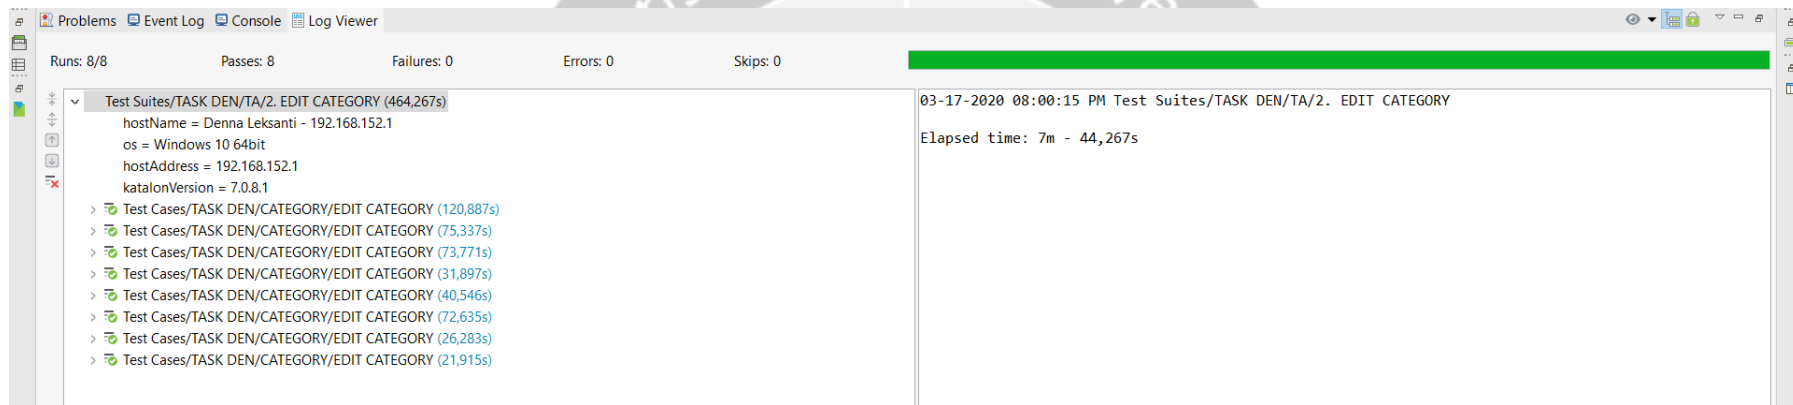 Problems Event Log Console Log Viewer
Runs: 8/8 Passes: 8 Failures: 0 Errors: 0 Skips: 0
Test Suites/TASK DEN/TA/2. EDIT CATEGORY (464,267s)
hostName = Denna Leksanti - 192.168.152.1
os = Windows 10 64bit
hostAddress = 192.168.152.1
katalonVersion = 7.0.8.1
Test Cases/TASK DEN/CATEGORY/EDIT CATEGORY (120,887s)
Test Cases/TASK DEN/CATEGORY/EDIT CATEGORY (75,337s)
Test Cases/TASK DEN/CATEGORY/EDIT CATEGORY (73,771s)
Test Cases/TASK DEN/CATEGORY/EDIT CATEGORY (31,897s)
Test Cases/TASK DEN/CATEGORY/EDIT CATEGORY (40,546s)
Test Cases/TASK DEN/CATEGORY/EDIT CATEGORY (72,635s)
Test Cases/TASK DEN/CATEGORY/EDIT CATEGORY (26,283s)
Test Cases/TASK DEN/CATEGORY/EDIT CATEGORY (21,915s)
03-17-2020 08:00:15 PM Test Suites/TASK DEN/TA/2. EDIT CATEGORY
Elapsed time: 7m - 44,267s